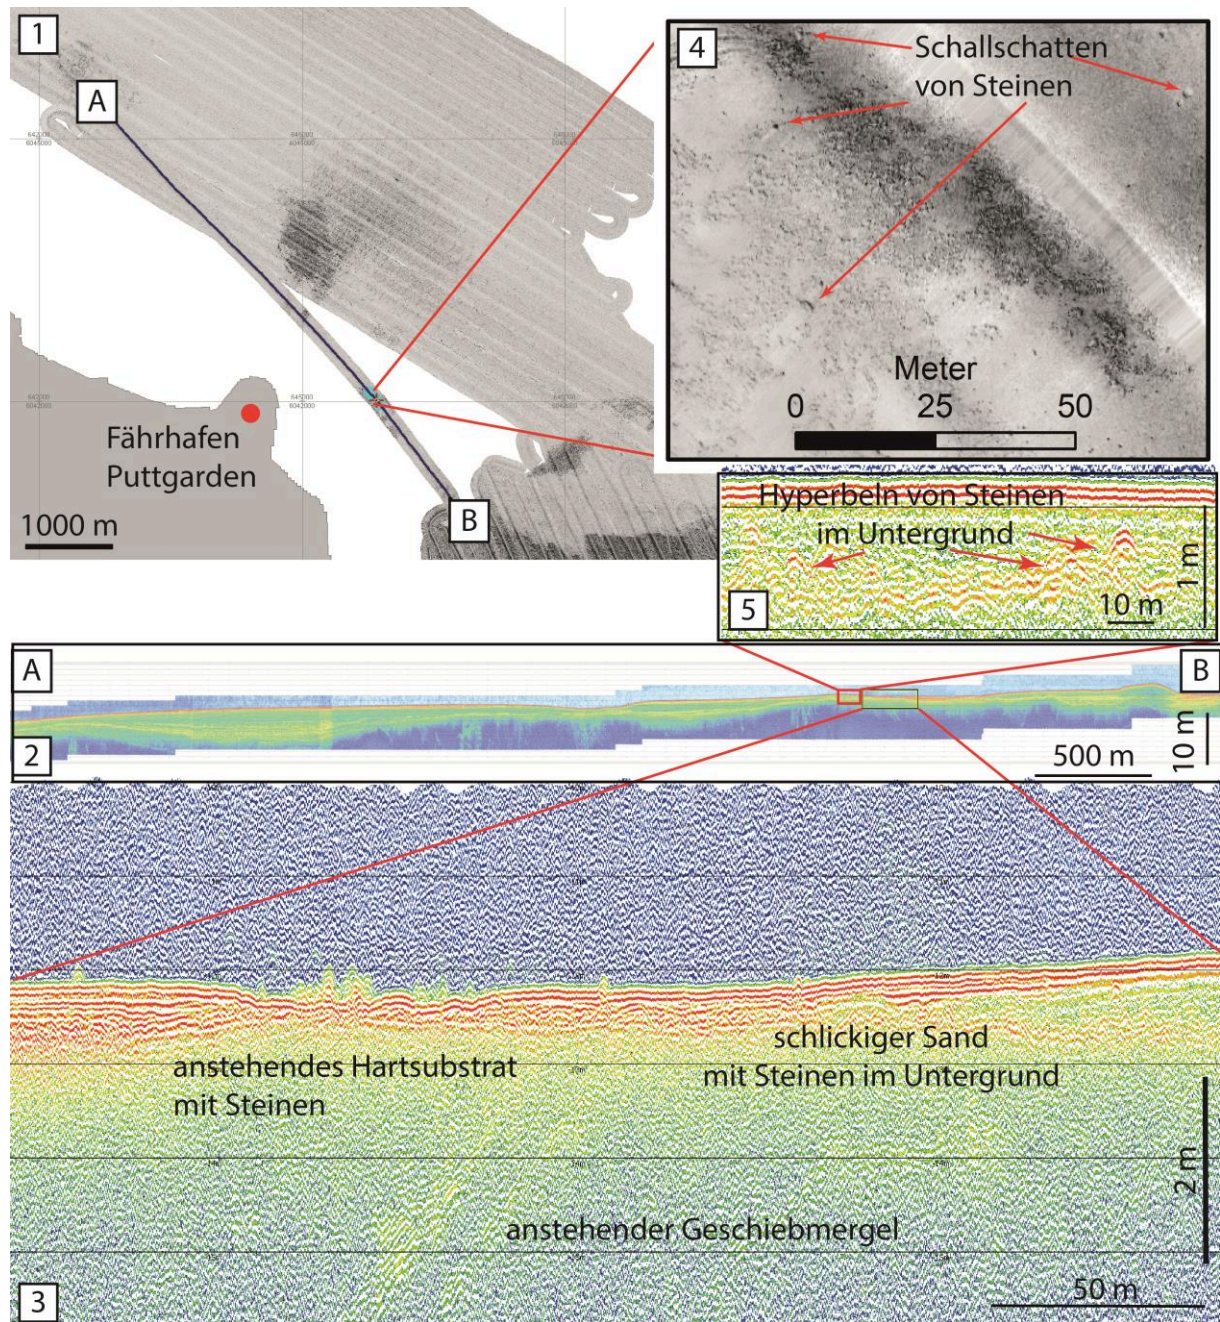 1
A
Fährhafen
Puttgarden
1000 m
B
4
Schallschatten
von Steinen
Meter
0 25 50
Hyperbeln von Steinen
im Untergrund
1 m
10 m
5
A
B
2
500 m
10 m
anstehendes Hartsubstrat
mit Steinen
schlickiger Sand
mit Steinen im Untergrund
anstehender Geschiebmergel
2 m
50 m
3